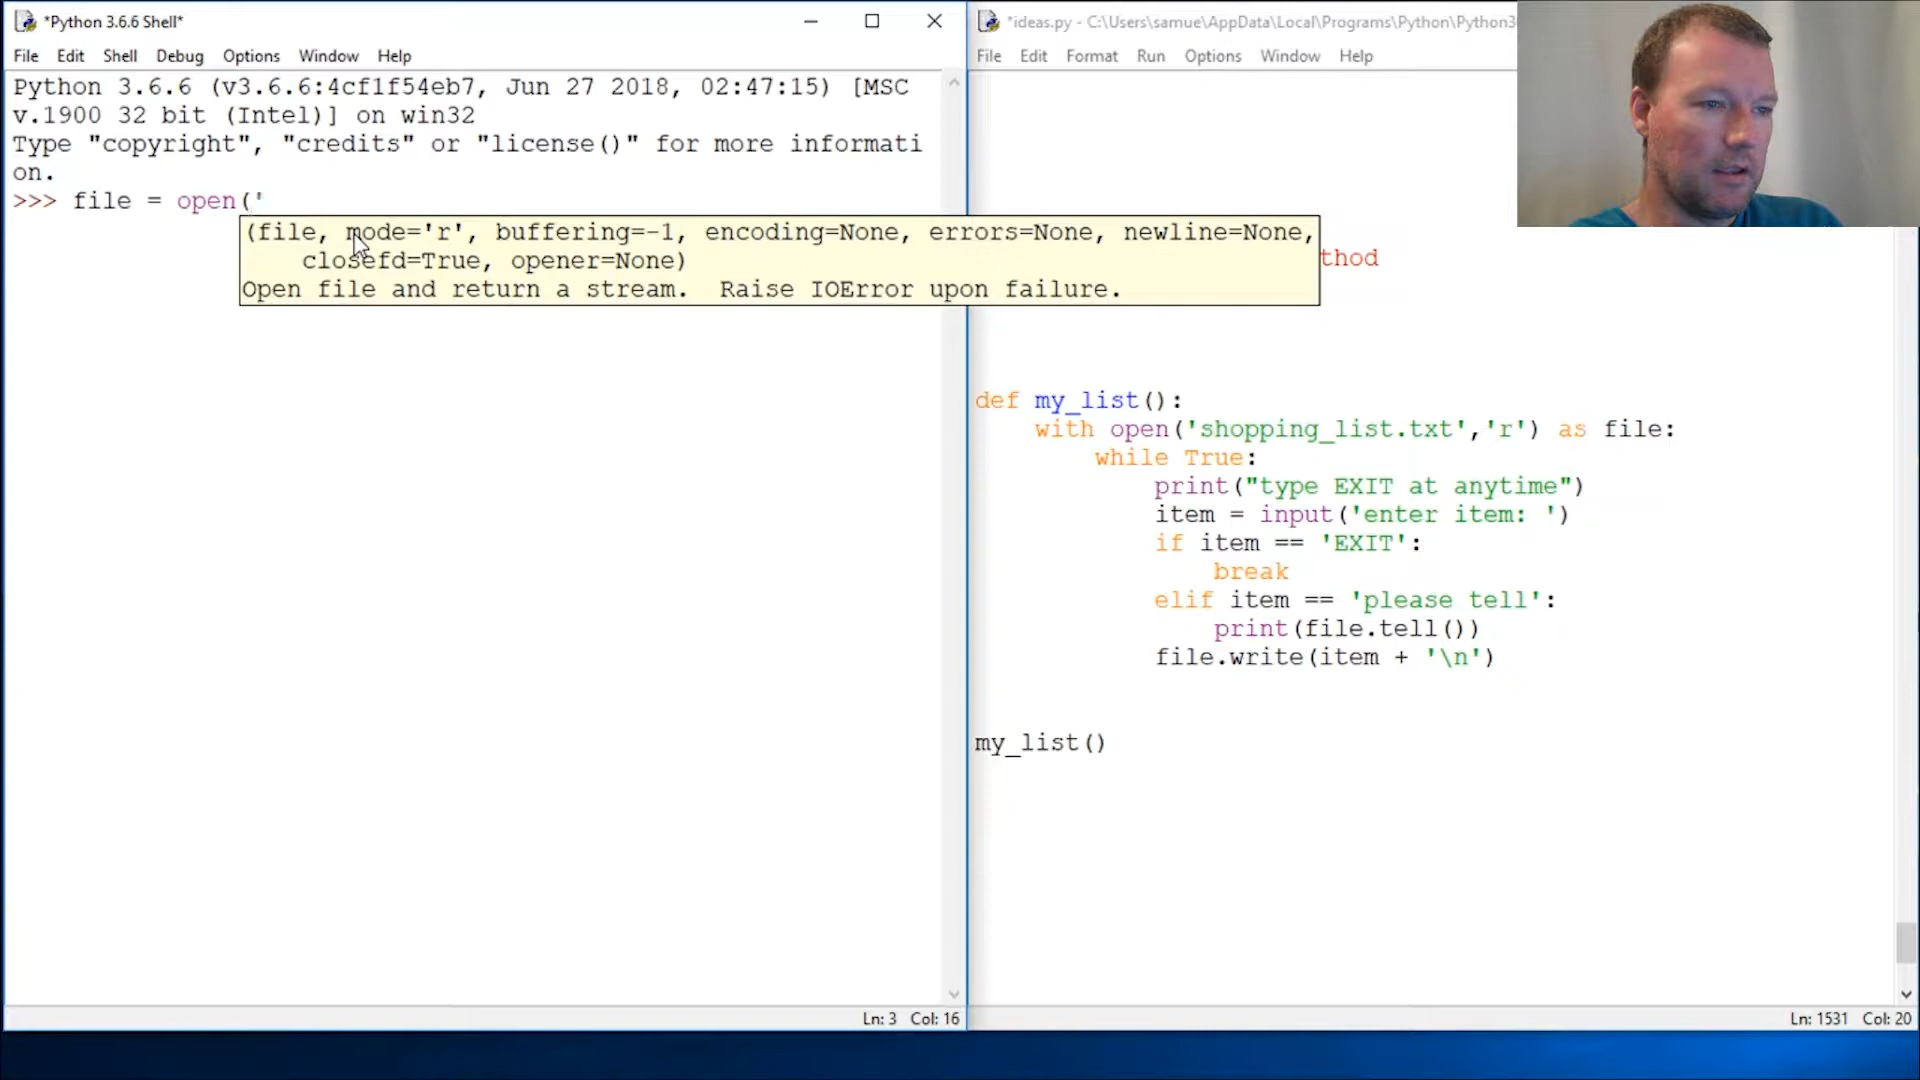 *Python 3.6.6 Shell*
File Edit Shell Debug Options Window Help
Python 3.6.6 (v3.6.6:4cf1f54eb7, Jun 27 2018, 02:47:15) [MSC
v.1900 32 bit (Intel)] on win32
Type "copyright", "credits" or "license()" for more informati
on.
>>> file = open('
(file, mode='r', buffering=-1, encoding=None, errors=None, newline=None,
closefd=True, opener=None)
Open file and return a stream. Raise IOError upon failure.
Ln: 3 Col: 16
*ideas.py - C:\Users\samue\AppData\Local\Programs\Python\Python3
File Edit Format Run Options Window Help
thod
def my_list():
with open('shopping_list.txt','r') as file:
while True:
print("type EXIT at anytime")
item = input('enter item: ')
if item == 'EXIT':
break
elif item == 'please tell':
print(file.tell())
file.write(item + '\n')
my_list()
Ln: 1531 Col: 20